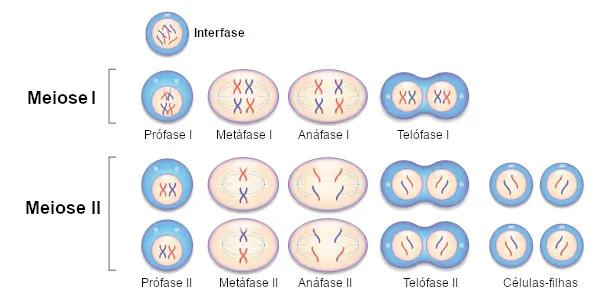 Interfase
Meiose I
Prófase I Metáfase I Anáfase I Telófase I
Meiose II
Prófase II Metáfase II Anáfase II Telófase II Células-filhas